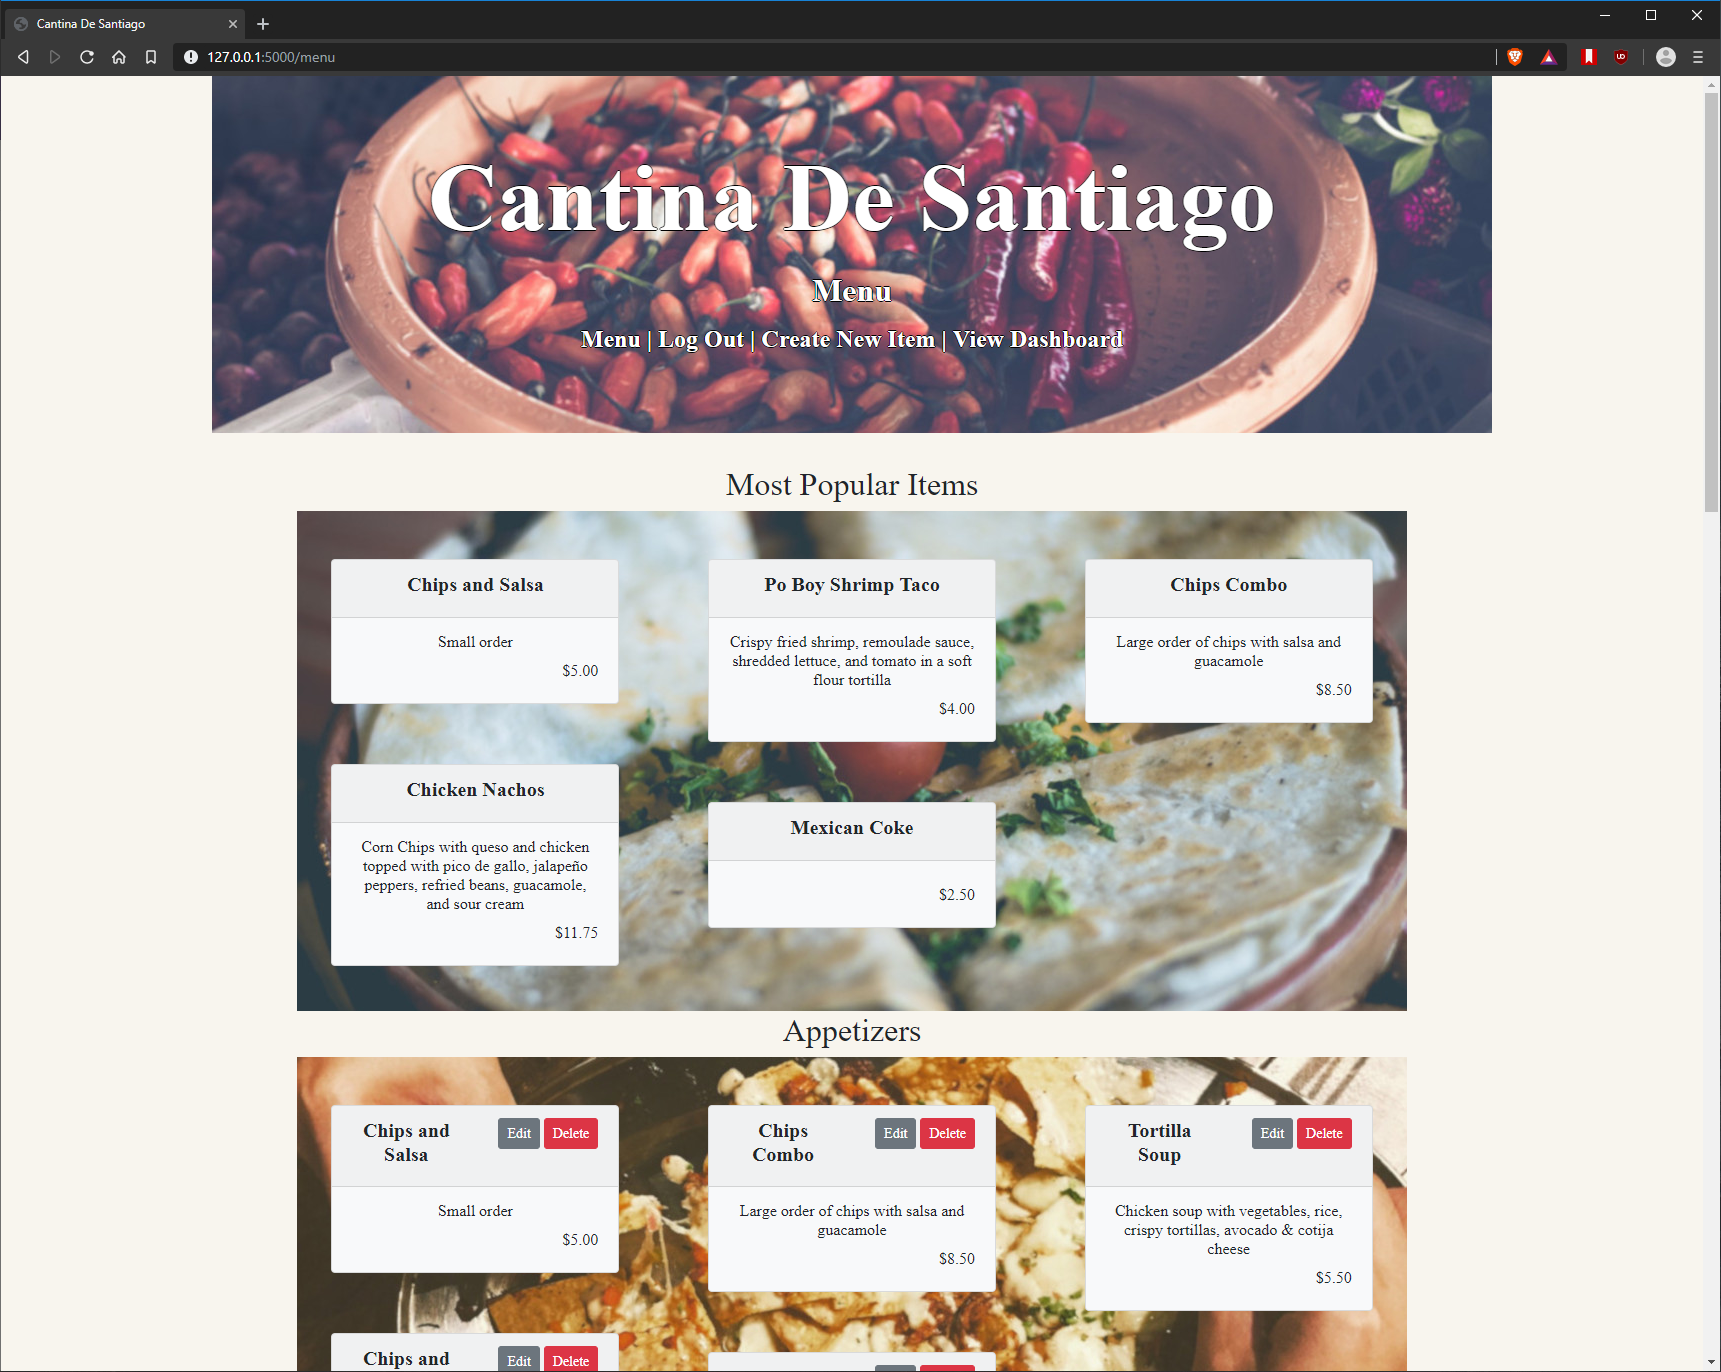 Cantina De Santiago
127.0.0.1:5000/menu
Cantina De Santiago
Menu
Menu | Log Out | Create New Item | View Dashboard
Most Popular Items
Chips and Salsa
Small order
$5.00
Po Boy Shrimp Taco
Crispy fried shrimp, remoulade sauce,
shredded lettuce, and tomato in a soft
flour tortilla
$4.00
Chips Combo
Large order of chips with salsa and
guacamole
$8.50
Chicken Nachos
Corn Chips with queso and chicken
topped with pico de gallo, jalapeño
peppers, refried beans, guacamole,
and sour cream
$11.75
Mexican Coke
$2.50
Appetizers
Chips and
Salsa
Edit Delete
Small order
$5.00
Chips
Combo
Edit Delete
Large order of chips with salsa and
guacamole
$8.50
Tortilla
Soup
Edit Delete
Chicken soup with vegetables, rice,
crispy tortillas, avocado & cotija
cheese
$5.50
Chips and
Edit Delete